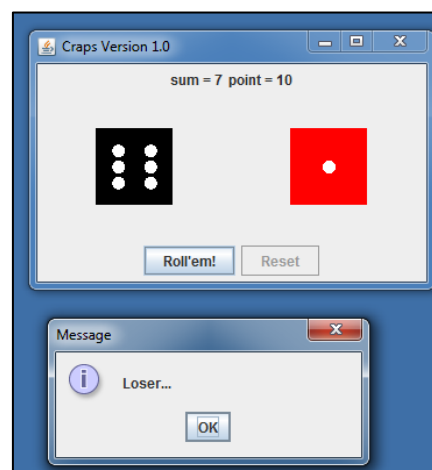 Craps Version 1.0
sum = 7 point = 10
Roll'em! Reset
Message
Loser...
OK